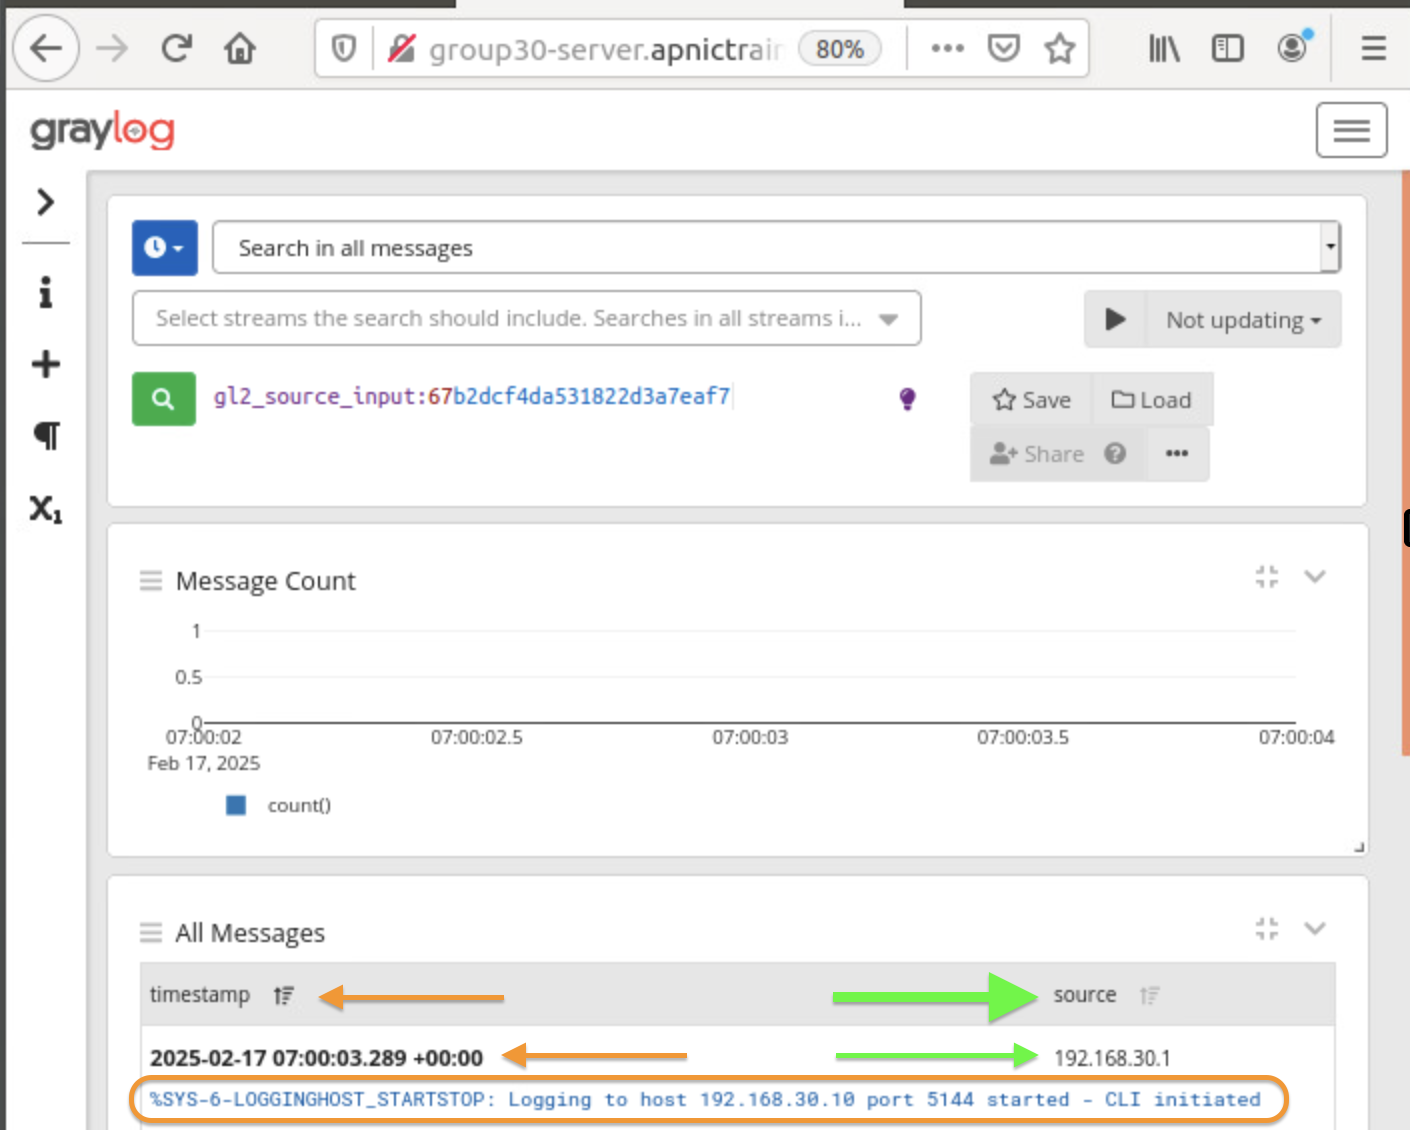 group30-server.apnictrain
80%
graylog
Search in all messages
Select streams the search should include. Searches in all streams i...
Not updating
gl2_source_input:67b2dcf4da531822d3a7eaf7
Save
Load
Share
Message Count
1
0.5
0
07:00:02 07:00:02.5 07:00:03 07:00:03.5 07:00:04
Feb 17, 2025
count()
All Messages
timestamp source
2025-02-17 07:00:03.289 +00:00 192.168.30.1
%SYS-6-LOGGINGHOST_STARTSTOP: Logging to host 192.168.30.10 port 5144 started - CLI initiated